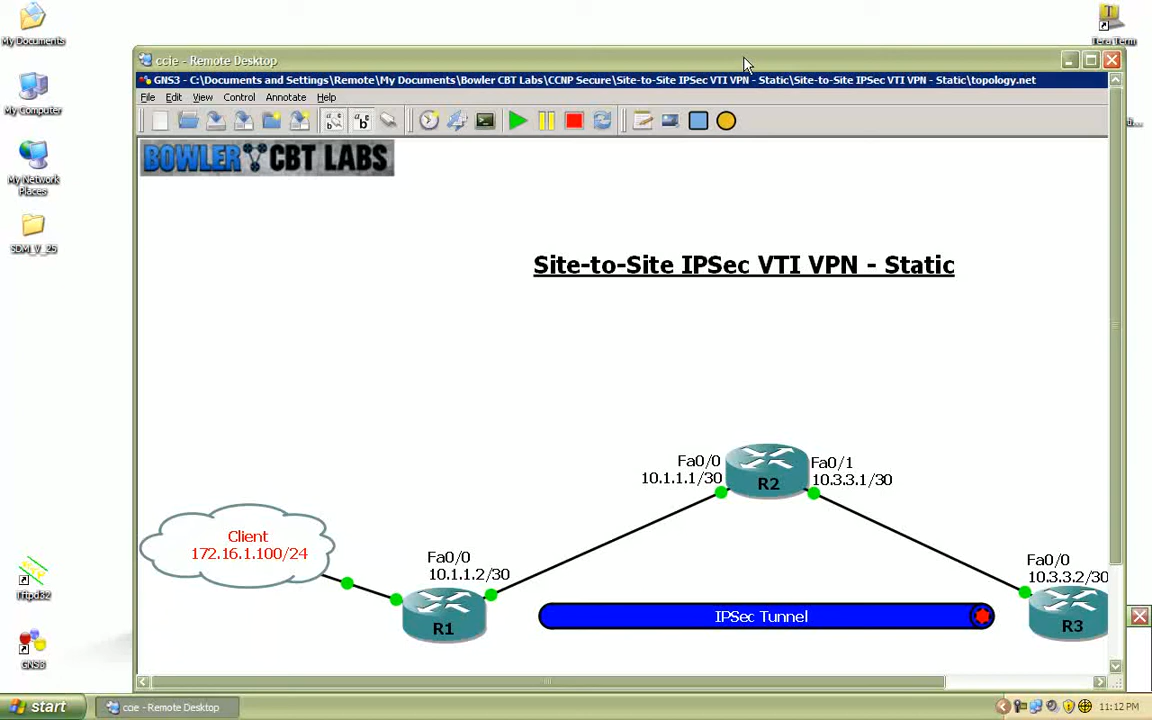 My Documents
My Computer
My Network
Places
SDM_V_25
Tftpd32
GNS3
Tera Term
ccie - Remote Desktop
GNS3 - C:\Documents and Settings\Remote\My Documents\Bowler CBT Labs\CCNP Secure\Site-to-Site IPSec VTI VPN - Static\Site-to-Site IPSec VTI VPN - Static\topology.net
File Edit View Control Annotate Help
BOWLER CBT LABS
Site-to-Site IPSec VTI VPN - Static
Fa0/0
10.1.1.1/30
R2
Fa0/1
10.3.3.1/30
Client
172.16.1.100/24
Fa0/0
10.1.1.2/30
R1
IPSec Tunnel
Fa0/0
10.3.3.2/30
R3
start
ccie - Remote Desktop
11:12 PM